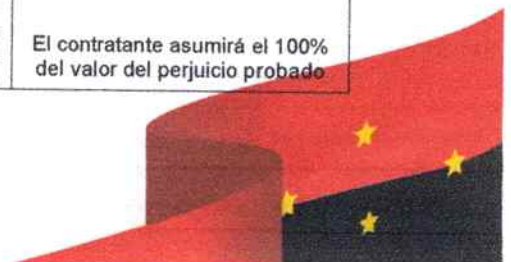 El contratante asumirá el 100%
del valor del perjuicio probado